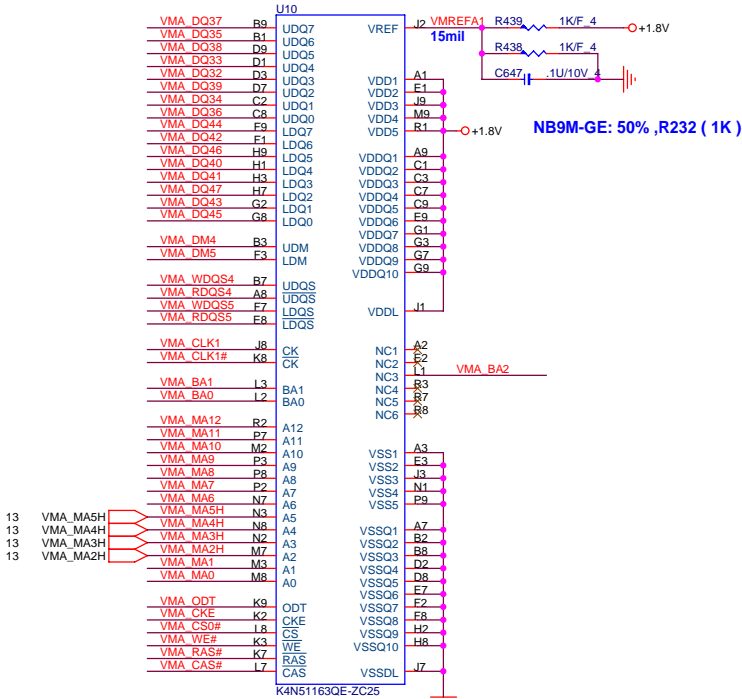 U10
VMA_DQ37 B9 UDQ7 VREF J2 VMREFA1 R439 1K/F_4 +1.8V
VMA_DQ35 B1 UDQ6 15mil
VMA_DQ38 D9 UDQ5 R438 1K/F_4
VMA_DQ33 D1 UDQ4
VMA_DQ32 D3 UDQ3 VDD1 A1 C647 .1U/10V_4
VMA_DQ39 D7 UDQ2 VDD2 E1
VMA_DQ34 C2 UDQ1 VDD3 J9
VMA_DQ36 C8 UDQ0 VDD4 M9
VMA_DQ44 F9 LDQ7 VDD5 R1 +1.8V NB9M-GE: 50% ,R232 ( 1K )
VMA_DQ42 F1 LDQ6
VMA_DQ46 H9 LDQ5 VDDQ1 A9
VMA_DQ40 H1 LDQ4 VDDQ2 C1
VMA_DQ41 H3 LDQ3 VDDQ3 C3
VMA_DQ47 H7 LDQ2 VDDQ4 C7
VMA_DQ43 G2 LDQ1 VDDQ5 C9
VMA_DQ45 G8 LDQ0 VDDQ6 E9
VDDQ7 G1
VMA_DM4 B3 UDM VDDQ8 G3
VMA_DM5 F3 LDM VDDQ9 G7
VDDQ10 G9
VMA_WDQS4 B7 UDQS
VMA_RDQS4 A8 UDQS
VMA_WDQS5 F7 LDQS VDDL J1
VMA_RDQS5 E8 LDQS
VMA_CLK1 J8 CK NC1 A2
VMA_CLK1# K8 CK NC2 E2
NC3 L1 VMA_BA2
VMA_BA1 L3 BA1 NC4 R3
VMA_BA0 L2 BA0 NC5 R7
NC6 R8
VMA_MA12 R2 A12
VMA_MA11 P7 A11
VMA_MA10 M2 A10 VSS1 A3
VMA_MA9 P3 A9 VSS2 E3
VMA_MA8 P8 A8 VSS3 J3
VMA_MA7 P2 A7 VSS4 N1
VMA_MA6 N7 A6 VSS5 P9
13 VMA_MA5H VMA_MA5H N3 A5
13 VMA_MA4H VMA_MA4H N8 A4 VSSQ1 A7
13 VMA_MA3H VMA_MA3H N2 A3 VSSQ2 B2
13 VMA_MA2H VMA_MA2H M7 A2 VSSQ3 B8
VMA_MA1 M3 A1 VSSQ4 D2
VMA_MA0 M8 A0 VSSQ5 D8
VSSQ6 E7
VMA_ODT K9 ODT VSSQ7 F2
VMA_CKE K2 CKE VSSQ8 F8
VMA_CS0# L8 CS VSSQ9 H2
VMA_WE# K3 WE VSSQ10 H8
VMA_RAS# K7 RAS
VMA_CAS# L7 CAS VSSDL J7
K4N51163QE-ZC25